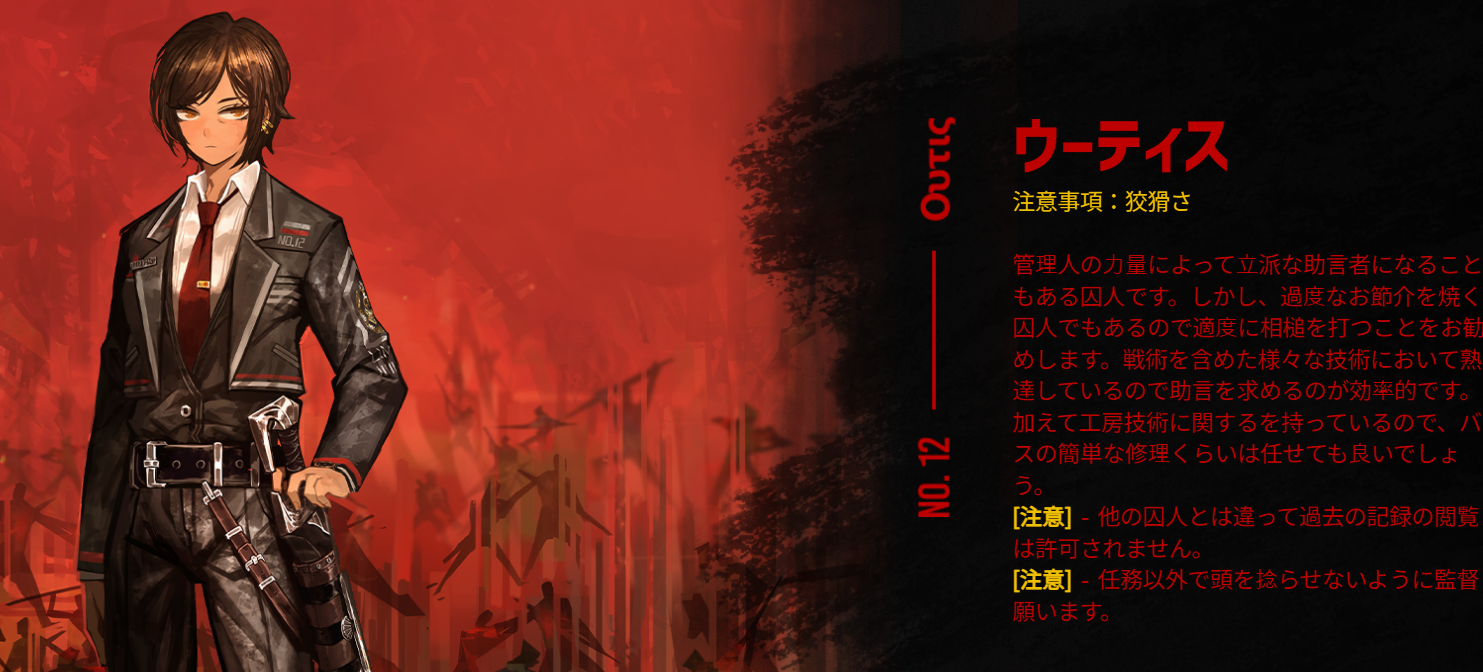 Ουτις
NO. 12
ウーティス
注意事項：狡猾さ
管理人の力量によって立派な助言者になること
もある囚人です。しかし、過度なお節介を焼く
囚人でもあるので適度に相槌を打つことをお勧
めします。戦術を含めた様々な技術において熟
達しているので助言を求めるのが効率的です。
加えて工房技術に関するを持っているので、バ
スの簡単な修理くらいは任せても良いでしょ
う。
[注意] - 他の囚人とは違って過去の記録の閲覧
は許可されません。
[注意] - 任務以外で頭を捻らせないように監督
願います。
NO.12